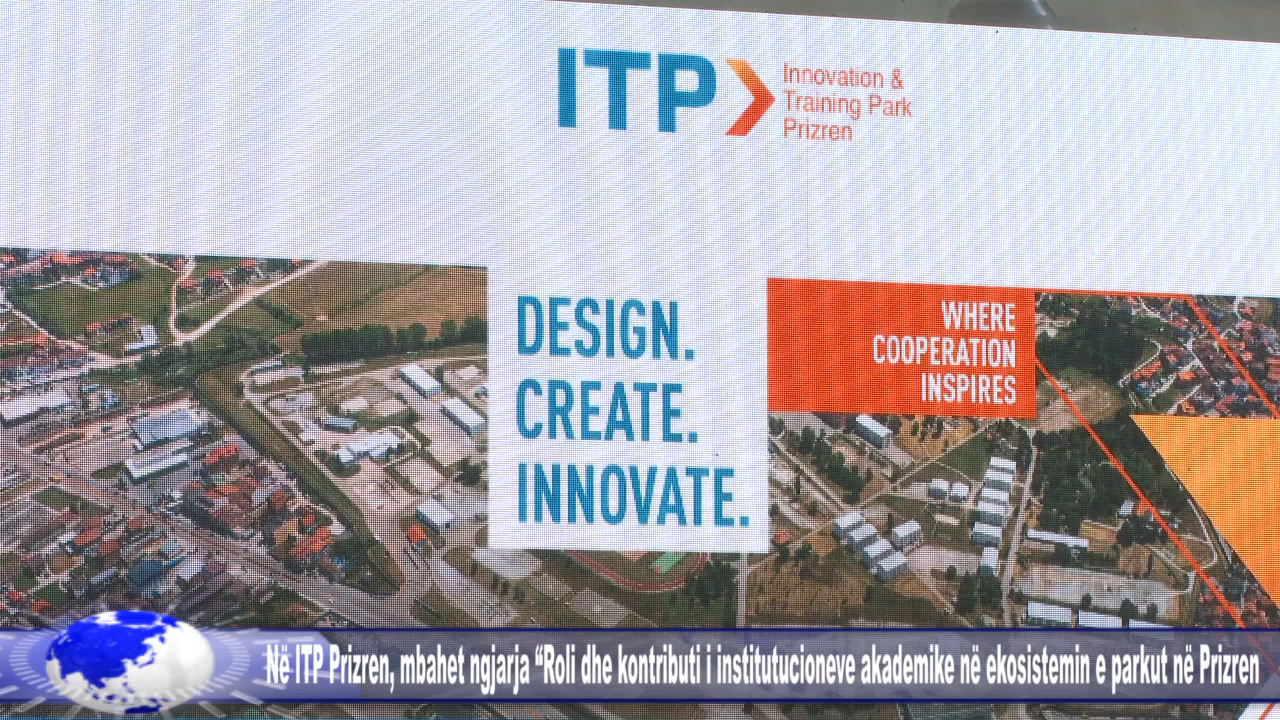 ITP
Innovation &
Training Park
Prizren
DESIGN.
CREATE.
INNOVATE.
WHERE
COOPERATION
INSPIRES
Në ITP Prizren, mbahet ngjarja “Roli dhe kontributi i institutucioneve akademike në ekosistemin e parkut në Prizren